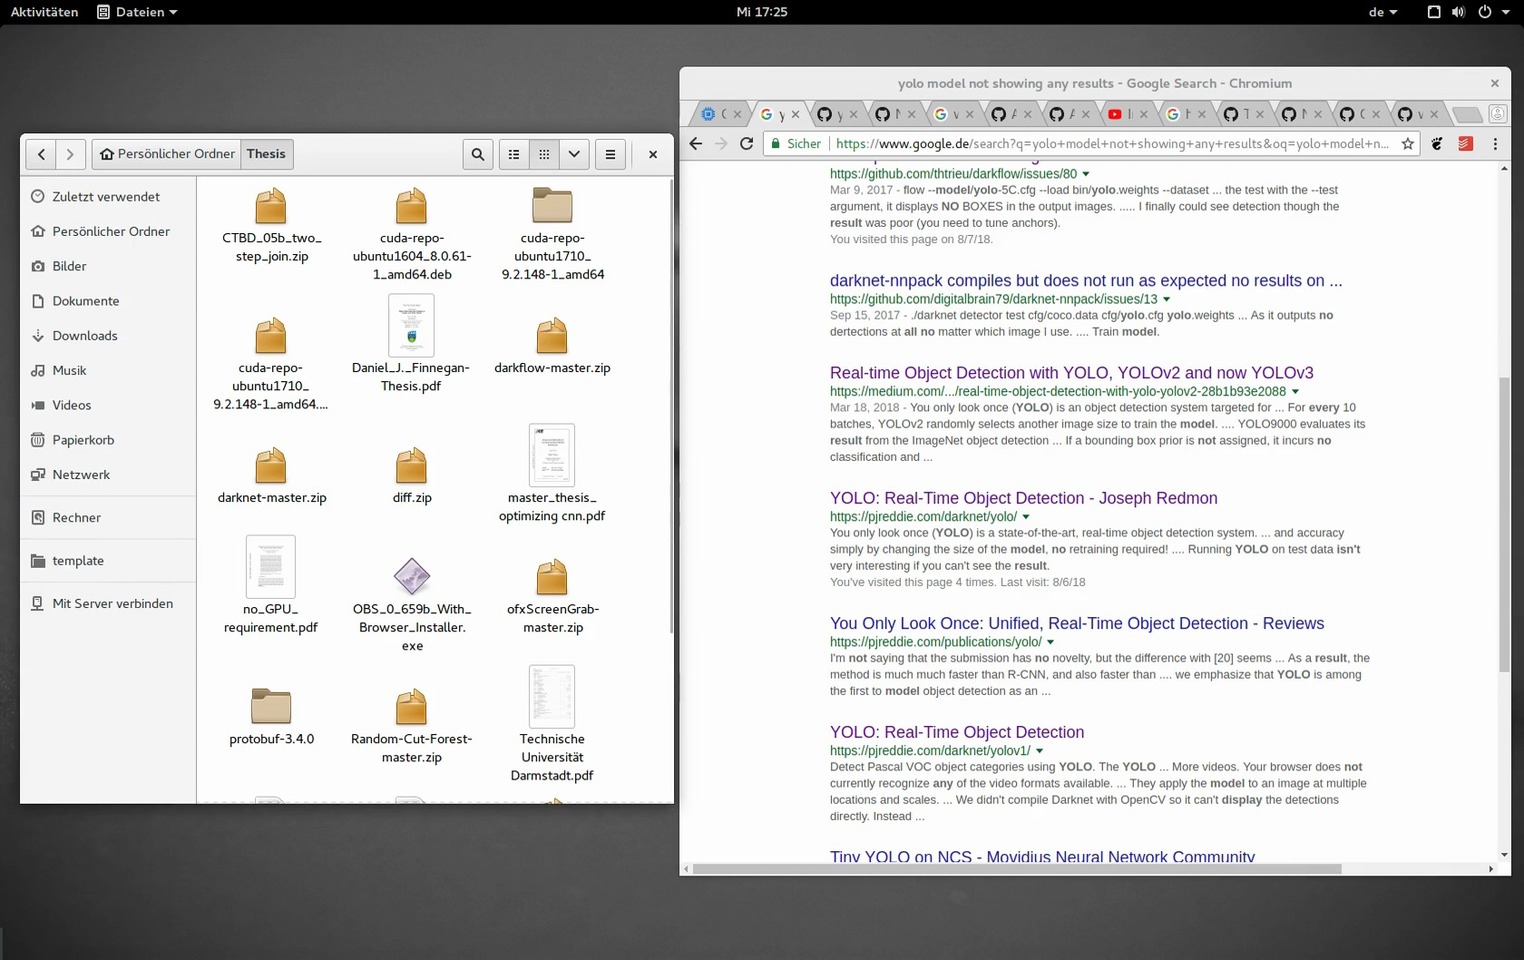 Aktivitäten
Dateien
Mi 17:25
de
Persönlicher Ordner
Thesis
Zuletzt verwendet
Persönlicher Ordner
Bilder
Dokumente
Downloads
Musik
Videos
Papierkorb
Netzwerk
Rechner
template
Mit Server verbinden
CTBD_05b_two_
step_join.zip
cuda-repo-
ubuntu1604_8.0.61-
1_amd64.deb
cuda-repo-
ubuntu1710_
9.2.148-1_amd64
cuda-repo-
ubuntu1710_
9.2.148-1_amd64....
Daniel_J._Finnegan-
Thesis.pdf
darkflow-master.zip
darknet-master.zip
diff.zip
master_thesis_
optimizing cnn.pdf
no_GPU_
requirement.pdf
OBS_0_659b_With_
Browser_Installer.
exe
ofxScreenGrab-
master.zip
protobuf-3.4.0
Random-Cut-Forest-
master.zip
Technische
Universität
Darmstadt.pdf
yolo model not showing any results - Google Search - Chromium
Sicher
https://www.google.de/search?q=yolo+model+not+showing+any+results&oq=yolo+model+n...
https://github.com/thtrieu/darkflow/issues/80
Mar 9, 2017 - flow --model/yolo-5C.cfg --load bin/yolo.weights --dataset ... the test with the --test
argument, it displays NO BOXES in the output images. ..... I finally could see detection though the
result was poor (you need to tune anchors).
You visited this page on 8/7/18.
darknet-nnpack compiles but does not run as expected no results on ...
https://github.com/digitalbrain79/darknet-nnpack/issues/13
Sep 15, 2017 - ./darknet detector test cfg/coco.data cfg/yolo.cfg yolo.weights ... As it outputs no
dertections at all no matter which image I use. .... Train model.
Real-time Object Detection with YOLO, YOLOv2 and now YOLOv3
https://medium.com/.../real-time-object-detection-with-yolo-yolov2-28b1b93e2088
Mar 18, 2018 - You only look once (YOLO) is an object detection system targeted for ... For every 10
batches, YOLOv2 randomly selects another image size to train the model. .... YOLO9000 evaluates its
result from the ImageNet object detection ... If a bounding box prior is not assigned, it incurs no
classification and ...
YOLO: Real-Time Object Detection - Joseph Redmon
https://pjreddie.com/darknet/yolo/
You only look once (YOLO) is a state-of-the-art, real-time object detection system. ... and accuracy
simply by changing the size of the model, no retraining required! .... Running YOLO on test data isn't
very interesting if you can't see the result.
You've visited this page 4 times. Last visit: 8/6/18
You Only Look Once: Unified, Real-Time Object Detection - Reviews
https://pjreddie.com/publications/yolo/
I'm not saying that the submission has no novelty, but the difference with [20] seems ... As a result, the
method is much much faster than R-CNN, and also faster than .... we emphasize that YOLO is among
the first to model object detection as an ...
YOLO: Real-Time Object Detection
https://pjreddie.com/darknet/yolov1/
Detect Pascal VOC object categories using YOLO. The YOLO ... More videos. Your browser does not
currently recognize any of the video formats available. ... They apply the model to an image at multiple
locations and scales. ... We didn't compile Darknet with OpenCV so it can't display the detections
directly. Instead ...
Tiny YOLO on NCS - Movidius Neural Network Community